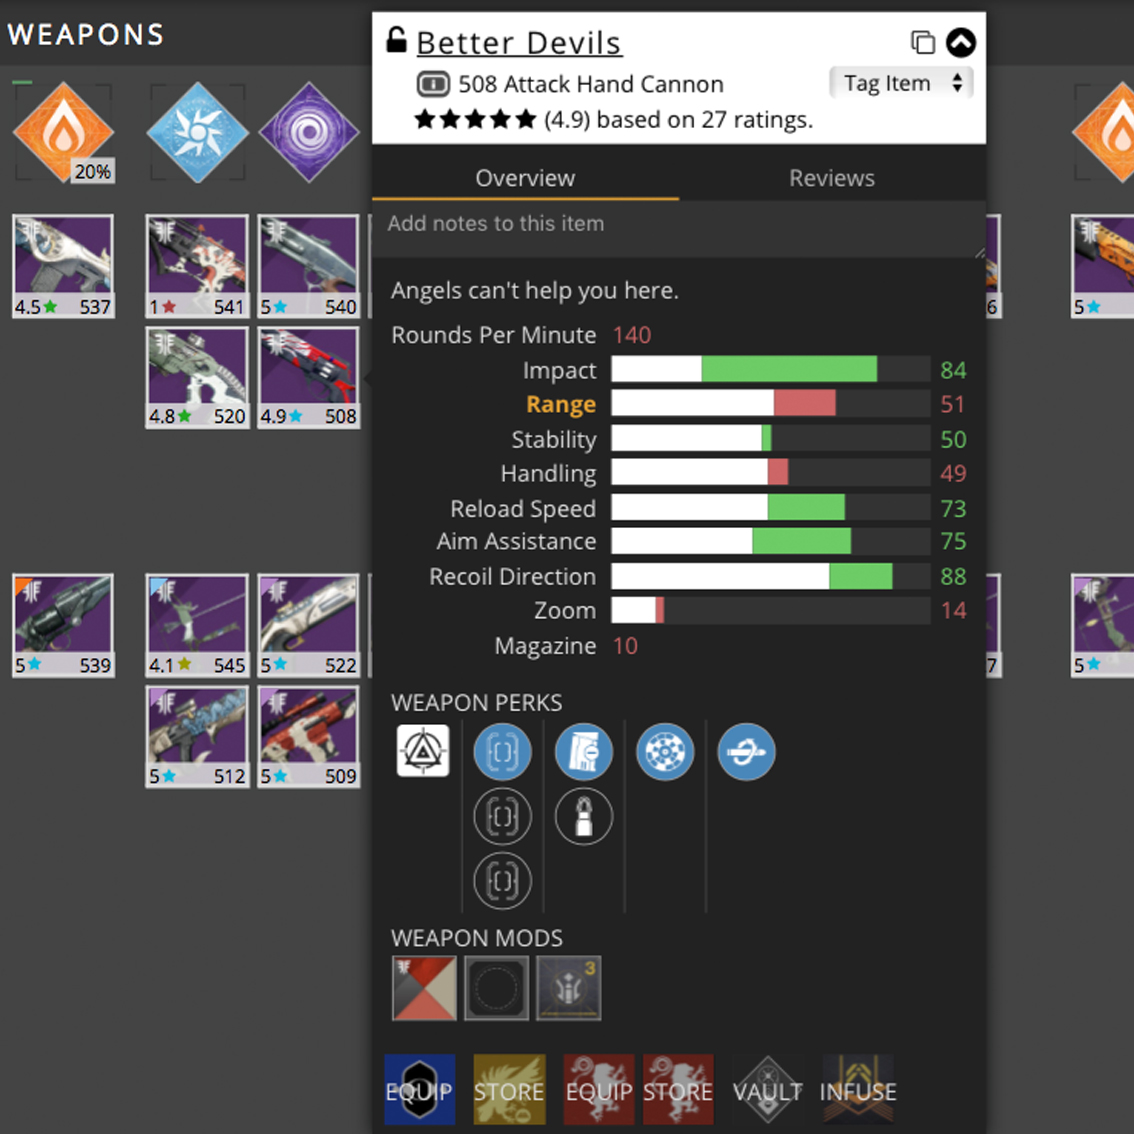 WEAPONS
Better Devils
508 Attack Hand Cannon
Tag Item
(4.9) based on 27 ratings.
20%
Overview
Reviews
Add notes to this item
4.5 537
1 541
5 540
6
5
Angels can't help you here.
Rounds Per Minute 140
Impact 84
Range 51
4.8 520
4.9 508
Stability 50
Handling 49
Reload Speed 73
Aim Assistance 75
Recoil Direction 88
Zoom 14
Magazine 10
5 539
4.1 545
5 522
7
5
WEAPON PERKS
5 512
5 509
WEAPON MODS
3
EQUIP
STORE
EQUIP
STORE
VAULT
INFUSE